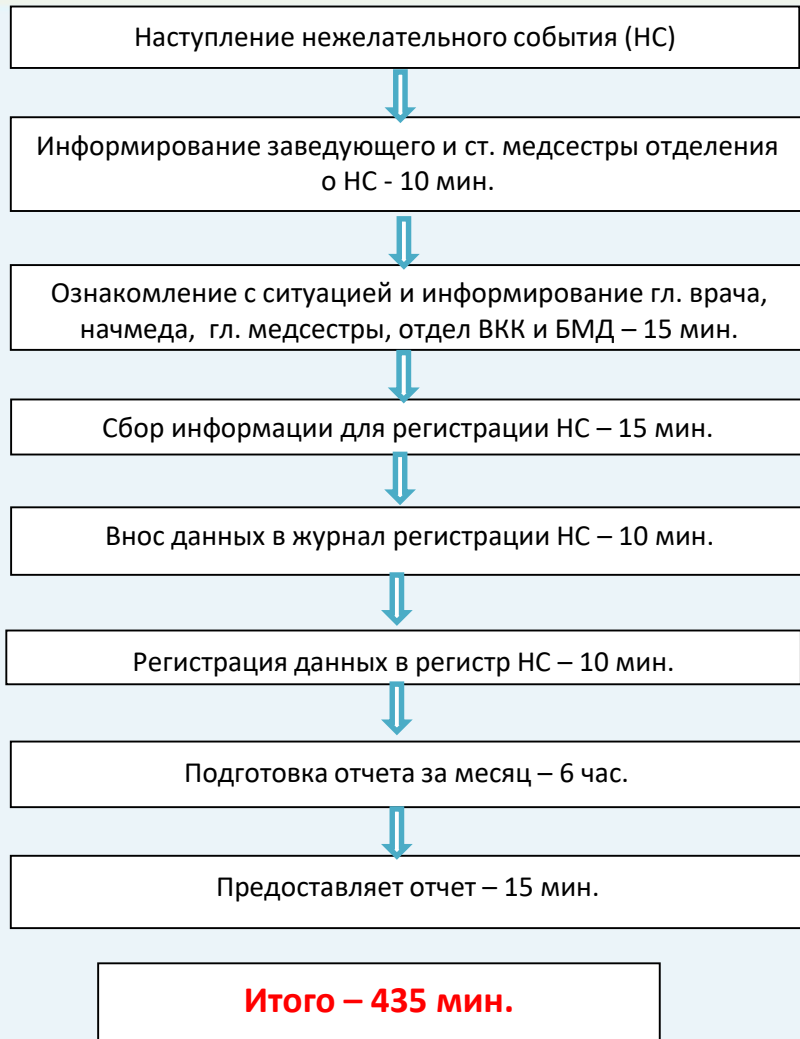 Наступление нежелательного события (НС)
Информирование заведующего и ст. медсестры отделения
о НС - 10 мин.
Ознакомление с ситуацией и информирование гл. врача,
начмеда, гл. медсестры, отдел ВКК и БМД – 15 мин.
Сбор информации для регистрации НС – 15 мин.
Внос данных в журнал регистрации НС – 10 мин.
Регистрация данных в регистр НС – 10 мин.
Подготовка отчета за месяц – 6 час.
Предоставляет отчет – 15 мин.
Итого – 435 мин.